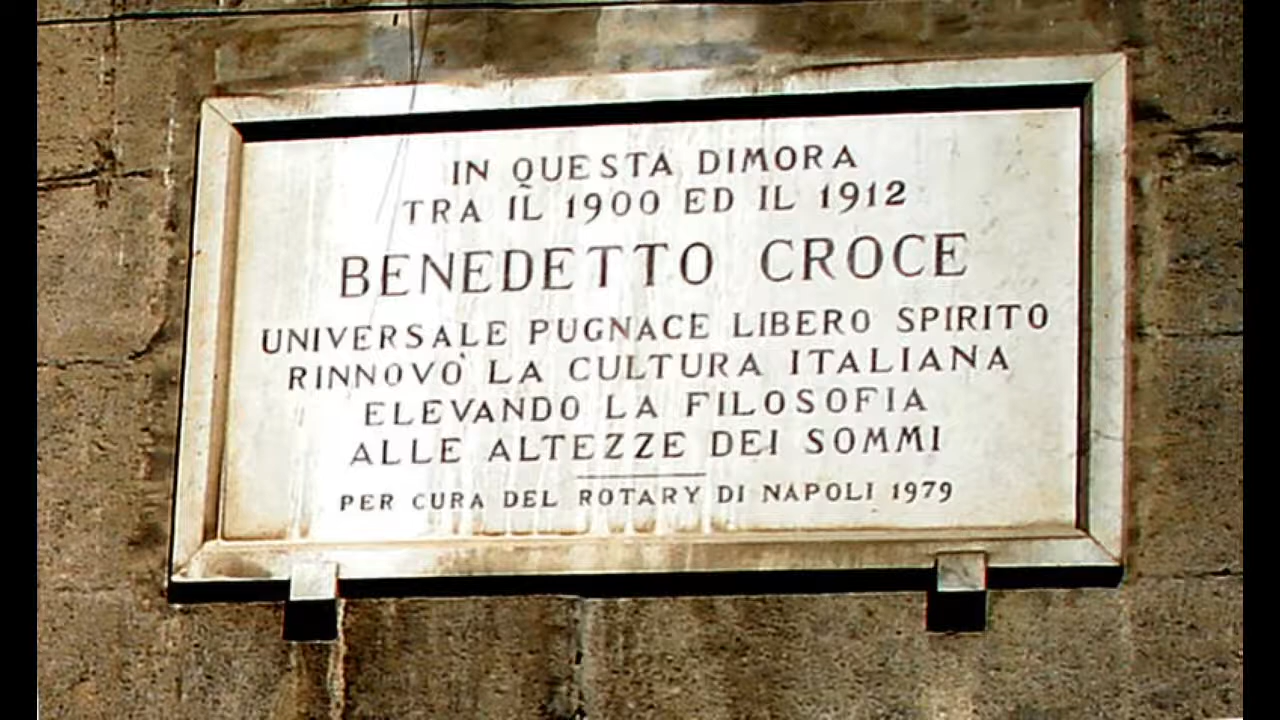 IN QUESTA DIMORA
TRA IL 1900 ED IL 1912
BENEDETTO CROCE
UNIVERSALE PUGNACE LIBERO SPIRITO
RINNOVÒ LA CULTURA ITALIANA
ELEVANDO LA FILOSOFIA
ALLE ALTEZZE DEI SOMMI
PER CURA DEL ROTARY DI NAPOLI 1979